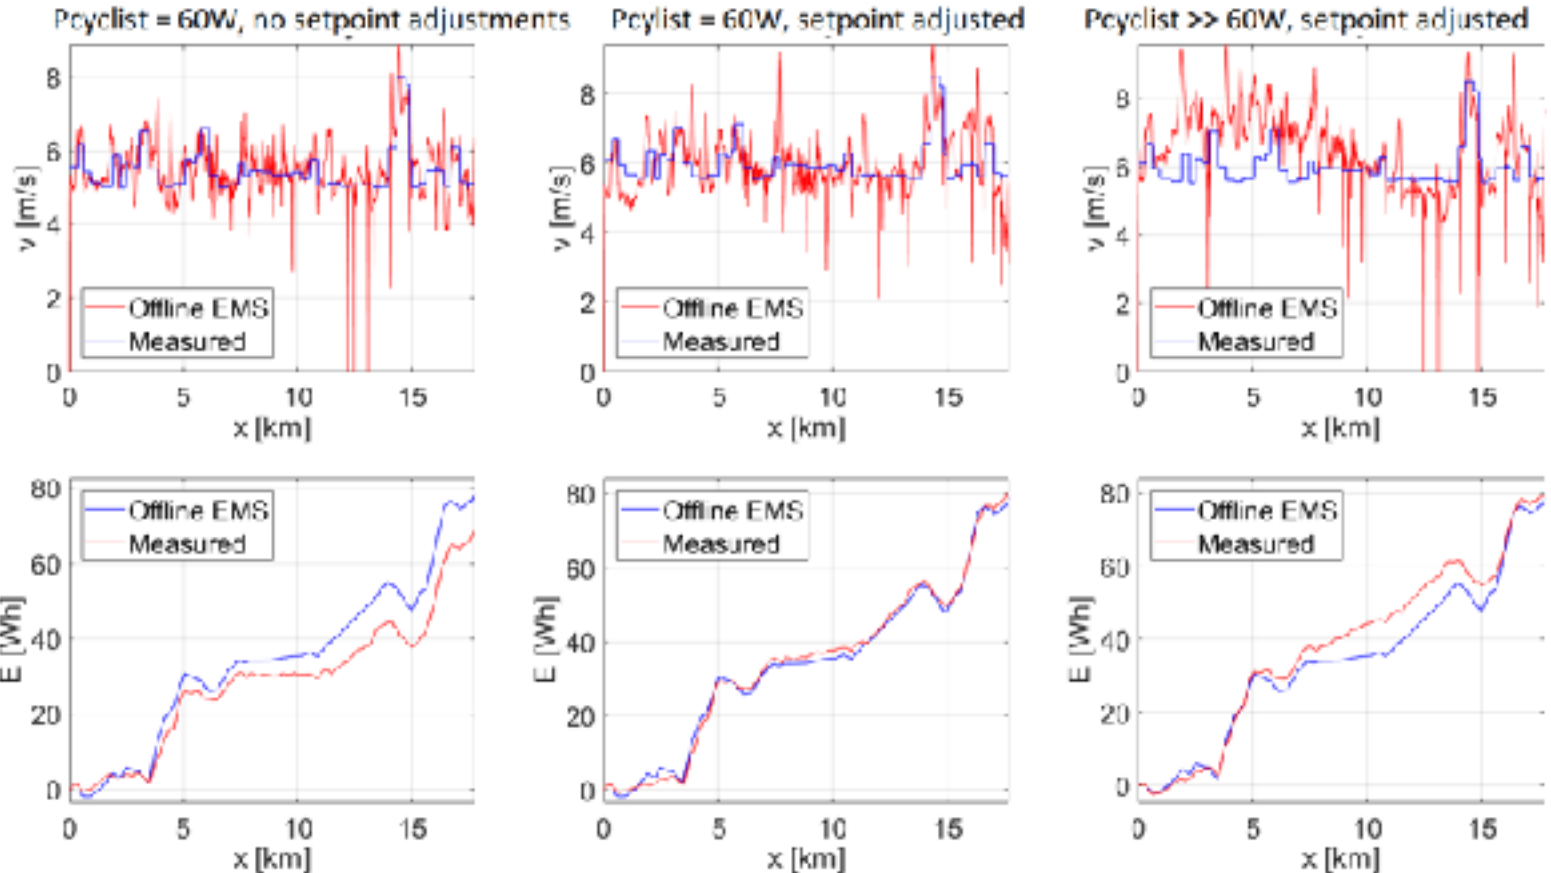 Pcyclist = 60W, no setpoint adjustments
Pcyclist = 60W, setpoint adjusted
Pcyclist >> 60W, setpoint adjusted
8
6
4
2
0
v [m/s]
Offline EMS
Measured
0 5 10 15
x [km]
8
6
4
2
0
v [m/s]
Offline EMS
Measured
0 5 10 15
x [km]
8
6
4
2
0
v [m/s]
Offline EMS
Measured
0 5 10 15
x [km]
80
60
40
20
0
E [Wh]
Offline EMS
Measured
0 5 10 15
x [km]
80
60
40
20
0
E [Wh]
Offline EMS
Measured
0 5 10 15
x [km]
80
60
40
20
0
E [Wh]
Offline EMS
Measured
0 5 10 15
x [km]